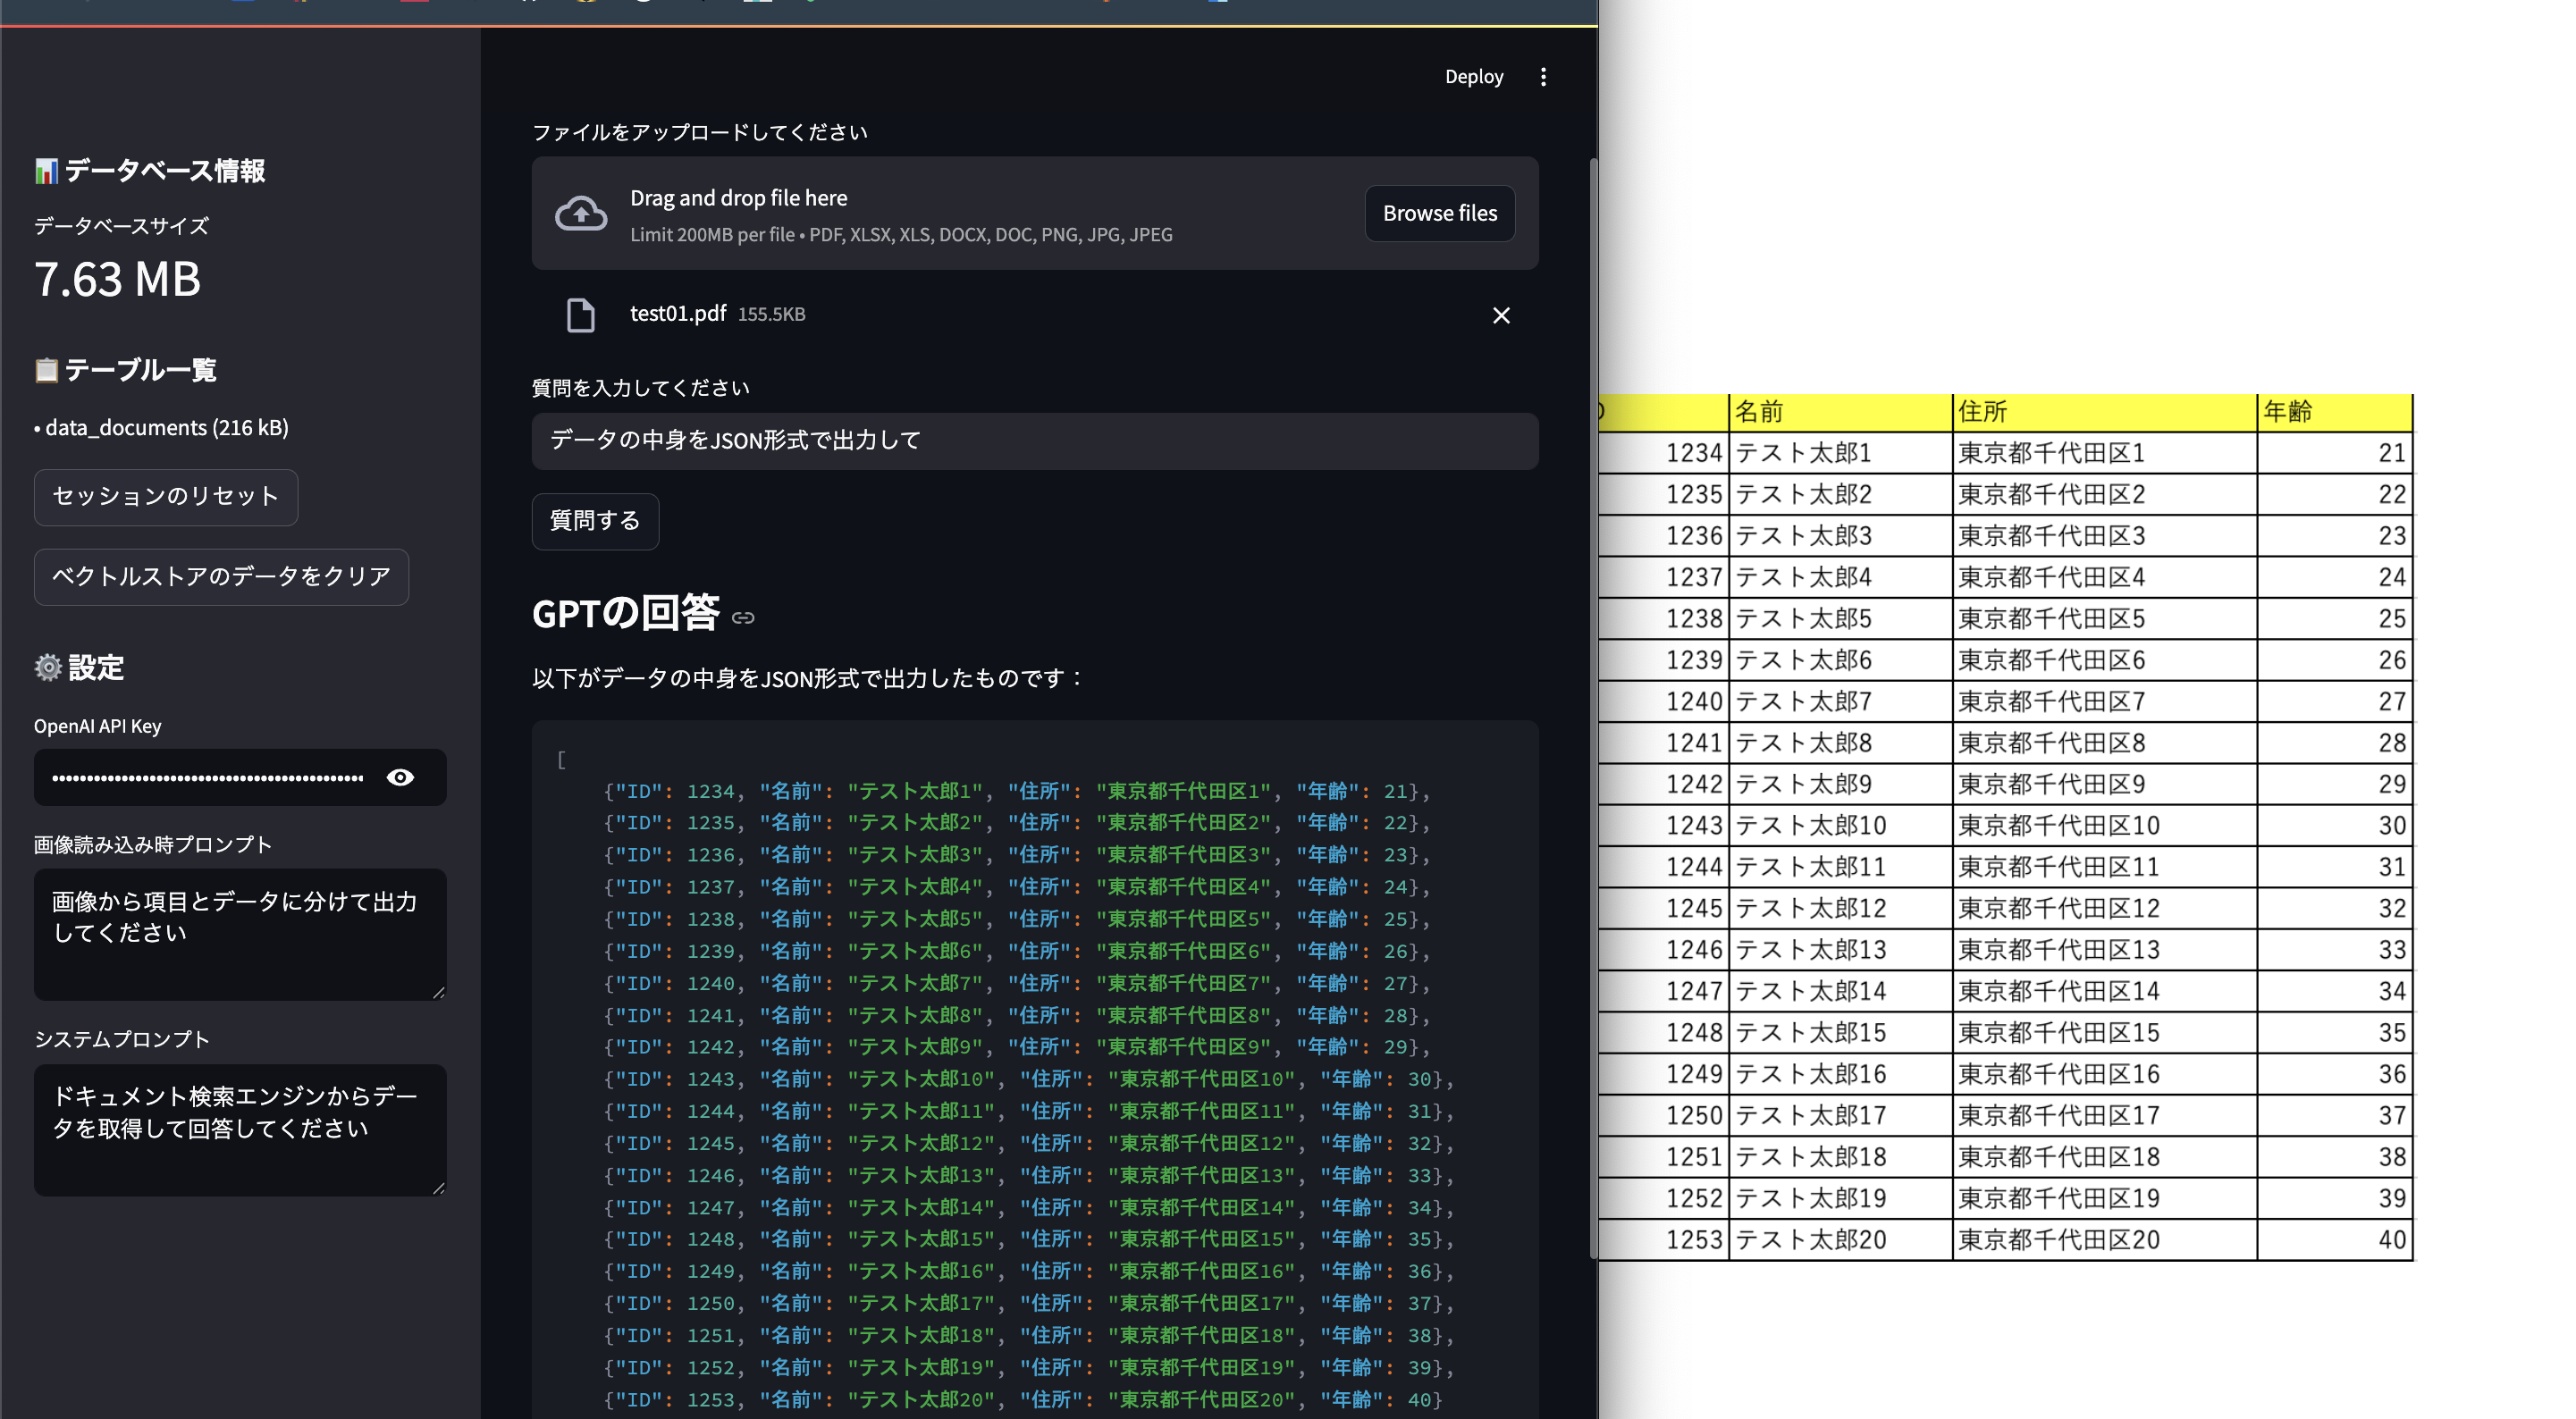 📊 データベース情報
データベースサイズ
7.63 MB
📋 テーブル一覧
• data_documents (216 kB)
セッションのリセット
ベクトルストアのデータをクリア
⚙️ 設定
OpenAI API Key
画像読み込み時プロンプト
画像から項目とデータに分けて出力
してください
システムプロンプト
ドキュメント検索エンジンからデー
タを取得して回答してください
Deploy
ファイルをアップロードしてください
Drag and drop file here
Limit 200MB per file • PDF, XLSX, XLS, DOCX, DOC, PNG, JPG, JPEG
Browse files
test01.pdf 155.5KB
質問を入力してください
データの中身をJSON形式で出力して
質問する
GPTの回答
以下がデータの中身をJSON形式で出力したものです：
[
{"ID": 1234, "名前": "テスト太郎1", "住所": "東京都千代田区1", "年齢": 21},
{"ID": 1235, "名前": "テスト太郎2", "住所": "東京都千代田区2", "年齢": 22},
{"ID": 1236, "名前": "テスト太郎3", "住所": "東京都千代田区3", "年齢": 23},
{"ID": 1237, "名前": "テスト太郎4", "住所": "東京都千代田区4", "年齢": 24},
{"ID": 1238, "名前": "テスト太郎5", "住所": "東京都千代田区5", "年齢": 25},
{"ID": 1239, "名前": "テスト太郎6", "住所": "東京都千代田区6", "年齢": 26},
{"ID": 1240, "名前": "テスト太郎7", "住所": "東京都千代田区7", "年齢": 27},
{"ID": 1241, "名前": "テスト太郎8", "住所": "東京都千代田区8", "年齢": 28},
{"ID": 1242, "名前": "テスト太郎9", "住所": "東京都千代田区9", "年齢": 29},
{"ID": 1243, "名前": "テスト太郎10", "住所": "東京都千代田区10", "年齢": 30},
{"ID": 1244, "名前": "テスト太郎11", "住所": "東京都千代田区11", "年齢": 31},
{"ID": 1245, "名前": "テスト太郎12", "住所": "東京都千代田区12", "年齢": 32},
{"ID": 1246, "名前": "テスト太郎13", "住所": "東京都千代田区13", "年齢": 33},
{"ID": 1247, "名前": "テスト太郎14", "住所": "東京都千代田区14", "年齢": 34},
{"ID": 1248, "名前": "テスト太郎15", "住所": "東京都千代田区15", "年齢": 35},
{"ID": 1249, "名前": "テスト太郎16", "住所": "東京都千代田区16", "年齢": 36},
{"ID": 1250, "名前": "テスト太郎17", "住所": "東京都千代田区17", "年齢": 37},
{"ID": 1251, "名前": "テスト太郎18", "住所": "東京都千代田区18", "年齢": 38},
{"ID": 1252, "名前": "テスト太郎19", "住所": "東京都千代田区19", "年齢": 39},
{"ID": 1253, "名前": "テスト太郎20", "住所": "東京都千代田区20", "年齢": 40}
名前 住所 年齢
1234 テスト太郎1 東京都千代田区1 21
1235 テスト太郎2 東京都千代田区2 22
1236 テスト太郎3 東京都千代田区3 23
1237 テスト太郎4 東京都千代田区4 24
1238 テスト太郎5 東京都千代田区5 25
1239 テスト太郎6 東京都千代田区6 26
1240 テスト太郎7 東京都千代田区7 27
1241 テスト太郎8 東京都千代田区8 28
1242 テスト太郎9 東京都千代田区9 29
1243 テスト太郎10 東京都千代田区10 30
1244 テスト太郎11 東京都千代田区11 31
1245 テスト太郎12 東京都千代田区12 32
1246 テスト太郎13 東京都千代田区13 33
1247 テスト太郎14 東京都千代田区14 34
1248 テスト太郎15 東京都千代田区15 35
1249 テスト太郎16 東京都千代田区16 36
1250 テスト太郎17 東京都千代田区17 37
1251 テスト太郎18 東京都千代田区18 38
1252 テスト太郎19 東京都千代田区19 39
1253 テスト太郎20 東京都千代田区20 40